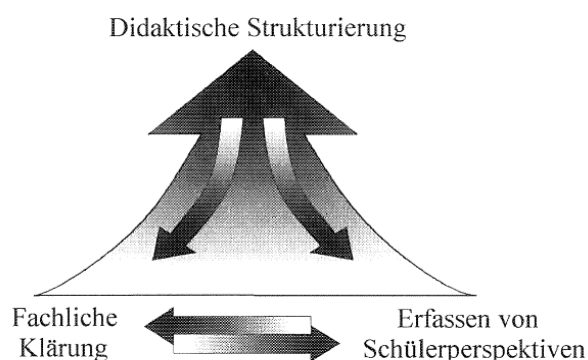 Didaktische Strukturierung
Fachliche
Klärung
Erfassen von
Schülerperspektiven